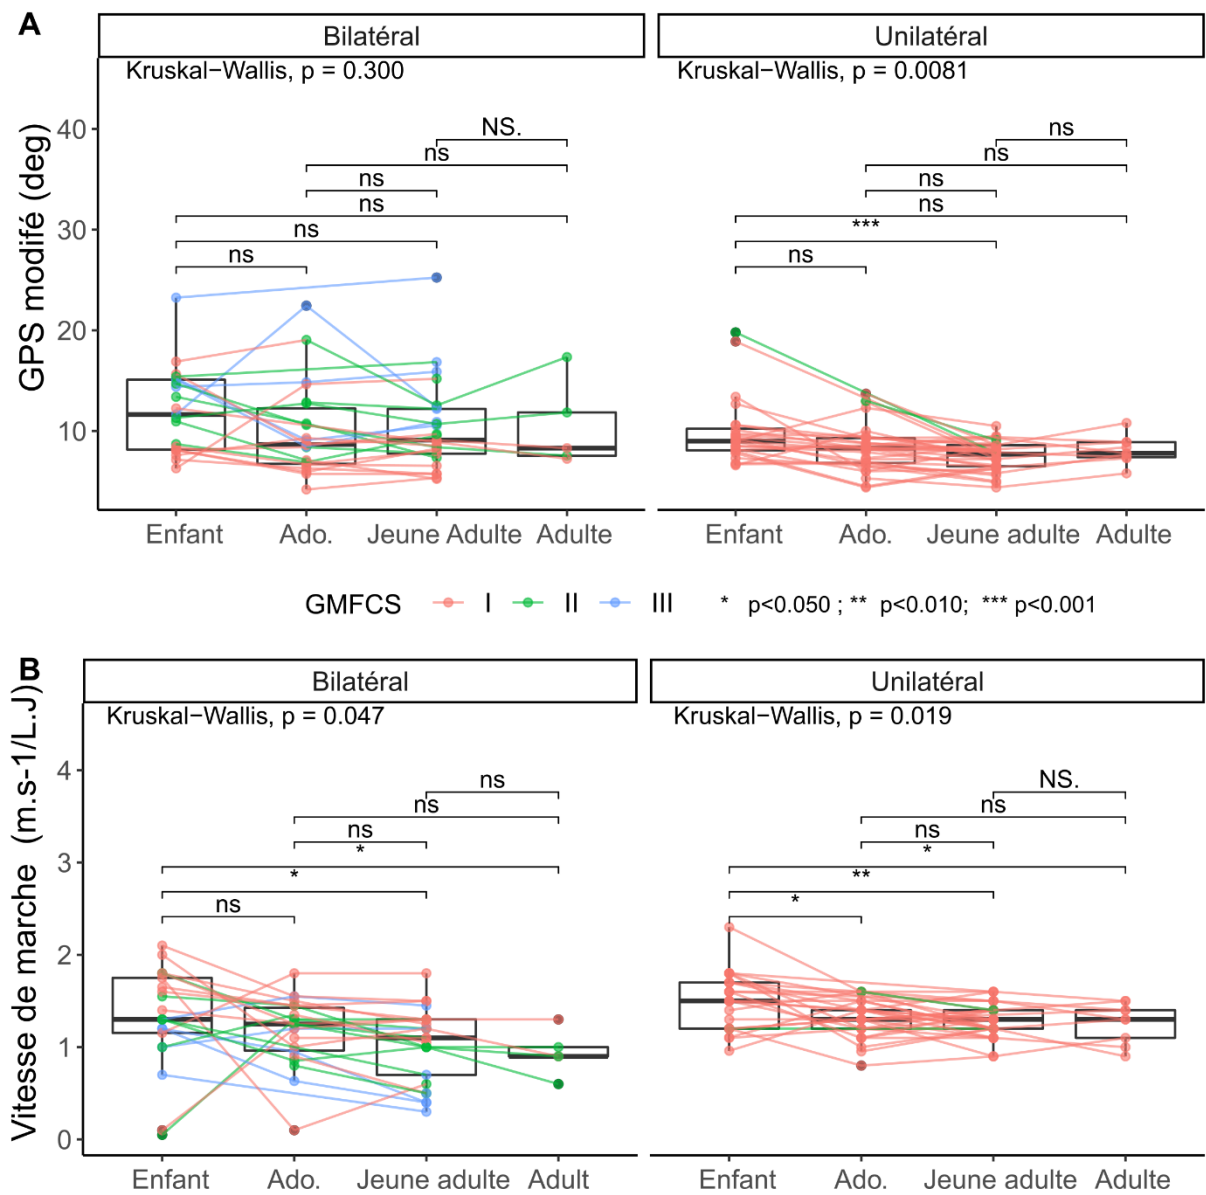 A
Bilatéral
Unilatéral
Kruskal−Wallis, p = 0.300
Kruskal−Wallis, p = 0.0081
GPS modifé (deg)
40
30
20
10
NS.
ns
ns
ns
ns
ns
ns
ns
ns
ns
***
ns
Enfant Ado. Jeune Adulte Adulte
Enfant Ado. Jeune adulte Adulte
GMFCS I II III * p<0.050 ; ** p<0.010; *** p<0.001
B
Bilatéral
Unilatéral
Kruskal−Wallis, p = 0.047
Kruskal−Wallis, p = 0.019
Vitesse de marche (m.s-1/L.J)
4
3
2
1
0
ns
ns
ns
*
*
ns
NS.
ns
ns
*
**
*
Enfant Ado. Jeune adulte Adult
Enfant Ado. Jeune adulte Adulte